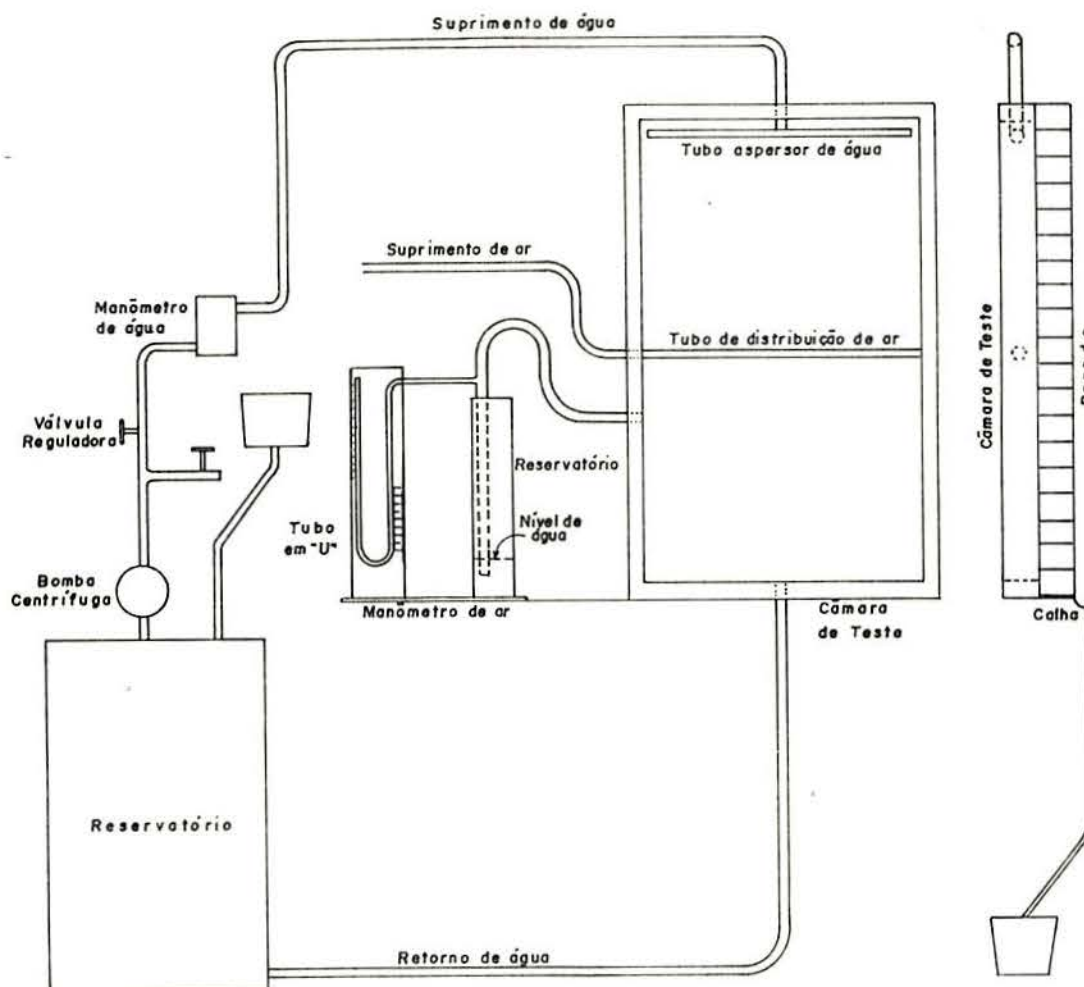 Suprimento de água
Tubo aspersor de água
Suprimento de ar
Manômetro
de água
Tubo de distribuição de ar
Câmara de Teste
Válvula
Reguladora
Reservatório
Nível de
água
Tubo
em "U"
Bomba
Centrífuga
Manômetro de ar
Câmara
de Teste
Calha
Reservatório
Retorno de água